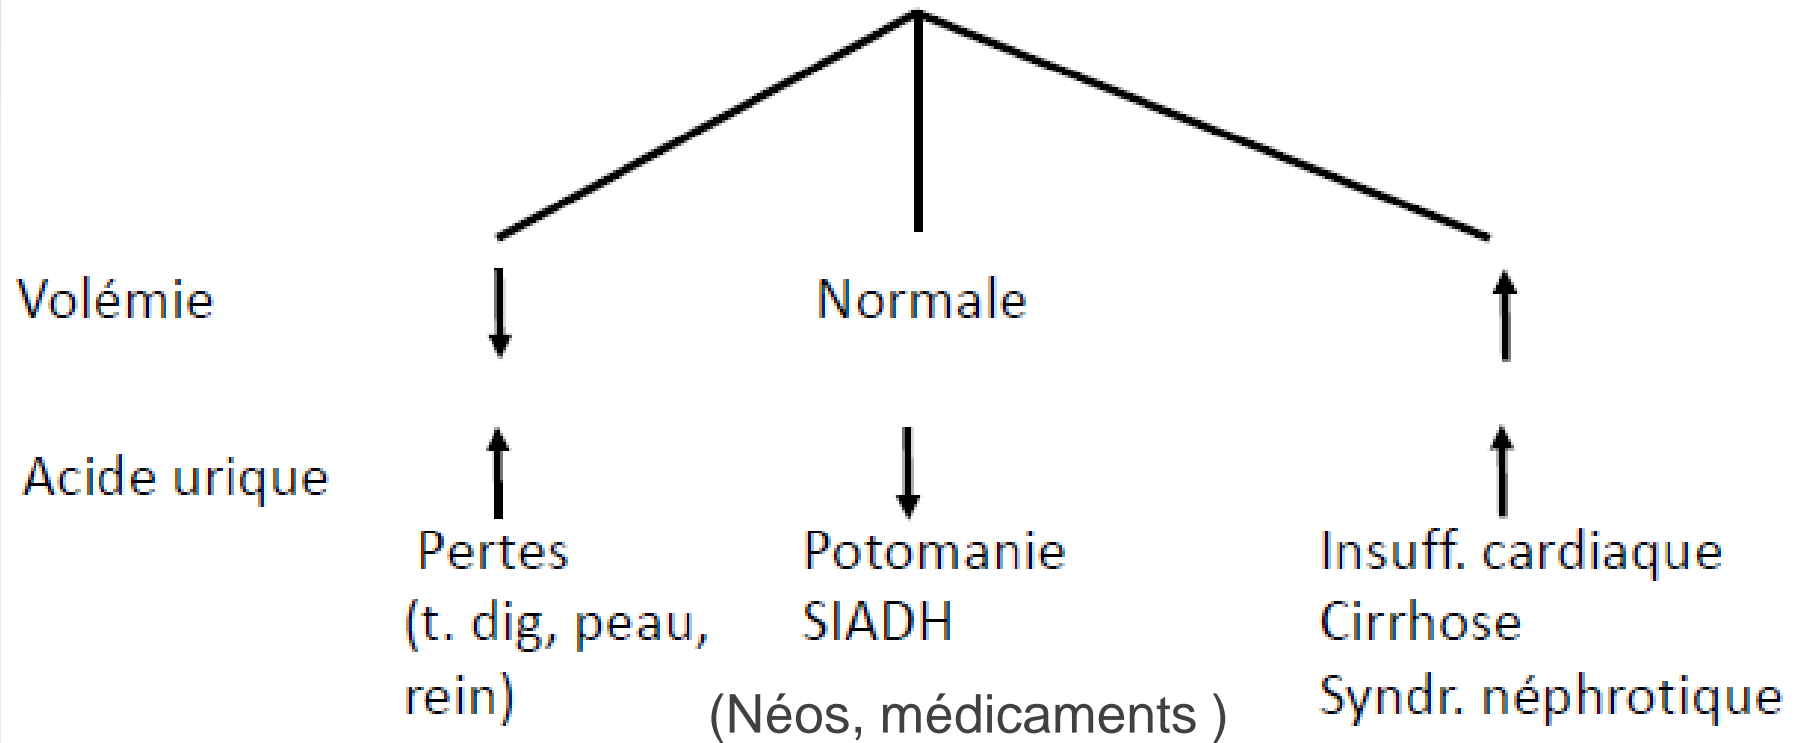 Volémie Normale
Acide urique
Pertes Potomanie Insuff. cardiaque
(t. dig, peau, SIADH Cirrhose
rein) (Néos, médicaments ) Syndr. néphrotique